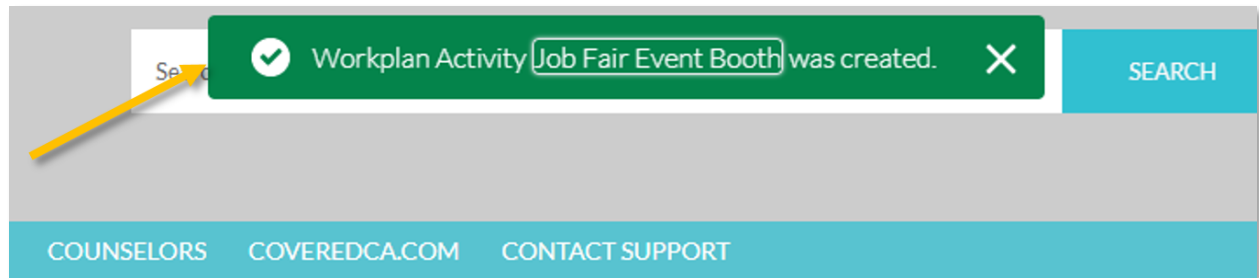 Workplan Activity Job Fair Event Booth was created.
SEARCH
COUNSELORS COVEREDCA.COM CONTACT SUPPORT